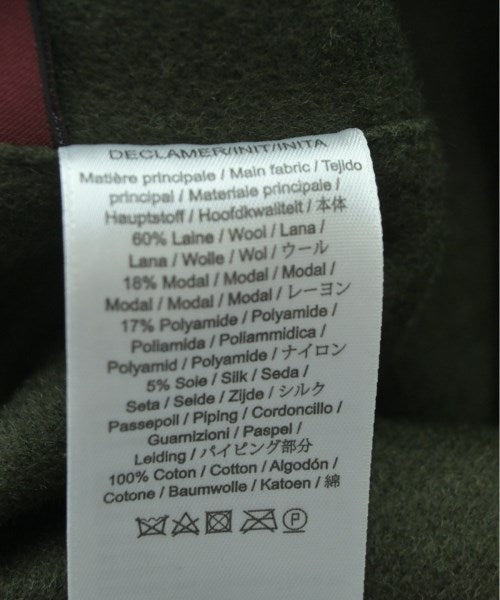 DECLAMER/INIT/INITA
Matière principale / Main fabric / Tejido
principal / Materiale principale /
Hauptstoff / Hoofdkwaliteit / 本体
60% Laine / Wool / Lana /
Lana / Wolle / Wol / ウール
18% Modal / Modal / Modal /
Modal / Modal / Modal / レーヨン
17% Polyamide / Polyamide /
Poliamida / Poliammidica /
Polyamid / Polyamide / ナイロン
5% Soie / Silk / Seda /
Seta / Seide / Zijde / シルク
Passepoil / Piping / Cordoncillo /
Guarnizioni / Paspel /
Leiding / パイピング部分
100% Coton / Cotton / Algodón /
Cotone / Baumwolle / Katoen / 綿
P